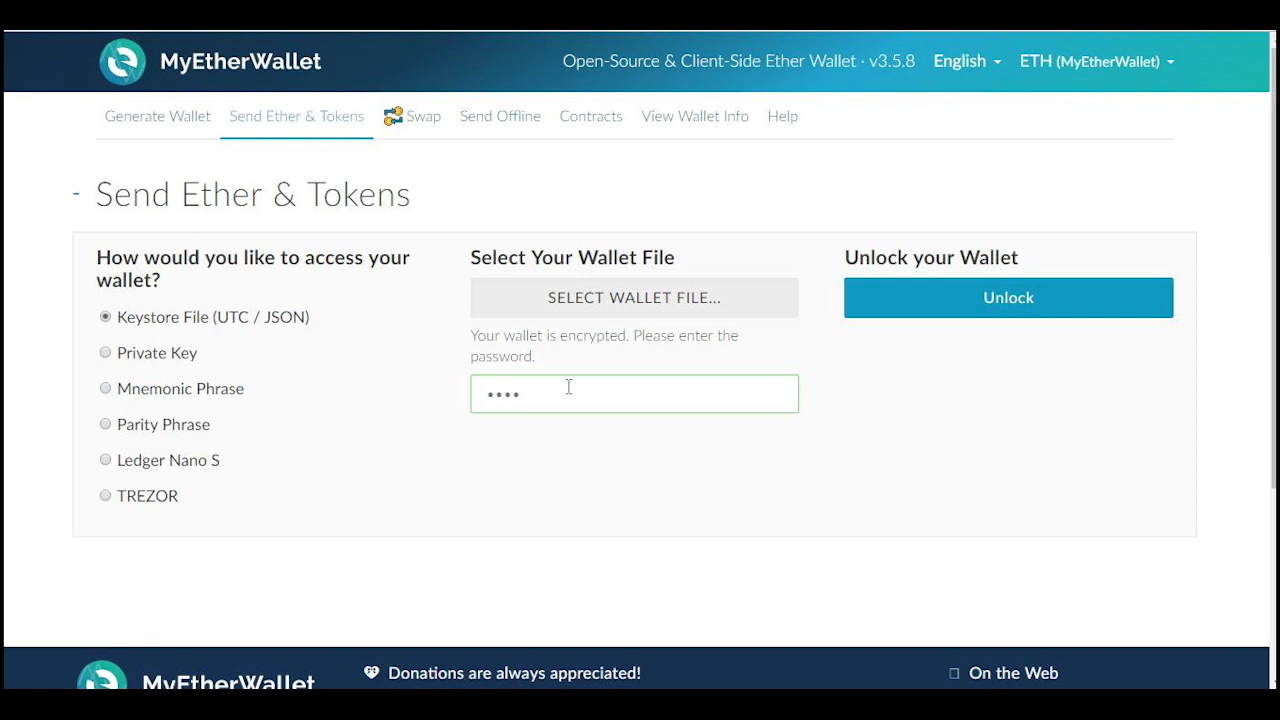 MyEtherWallet
Open-Source & Client-Side Ether Wallet · v3.5.8
English
ETH (MyEtherWallet)
Generate Wallet
Send Ether & Tokens
Swap
Send Offline
Contracts
View Wallet Info
Help
- Send Ether & Tokens
How would you like to access your
wallet?
Keystore File (UTC / JSON)
Private Key
Mnemonic Phrase
Parity Phrase
Ledger Nano S
TREZOR
Select Your Wallet File
SELECT WALLET FILE...
Your wallet is encrypted. Please enter the
password.
••••
Unlock your Wallet
Unlock
MyEtherWallet
Donations are always appreciated!
On the Web